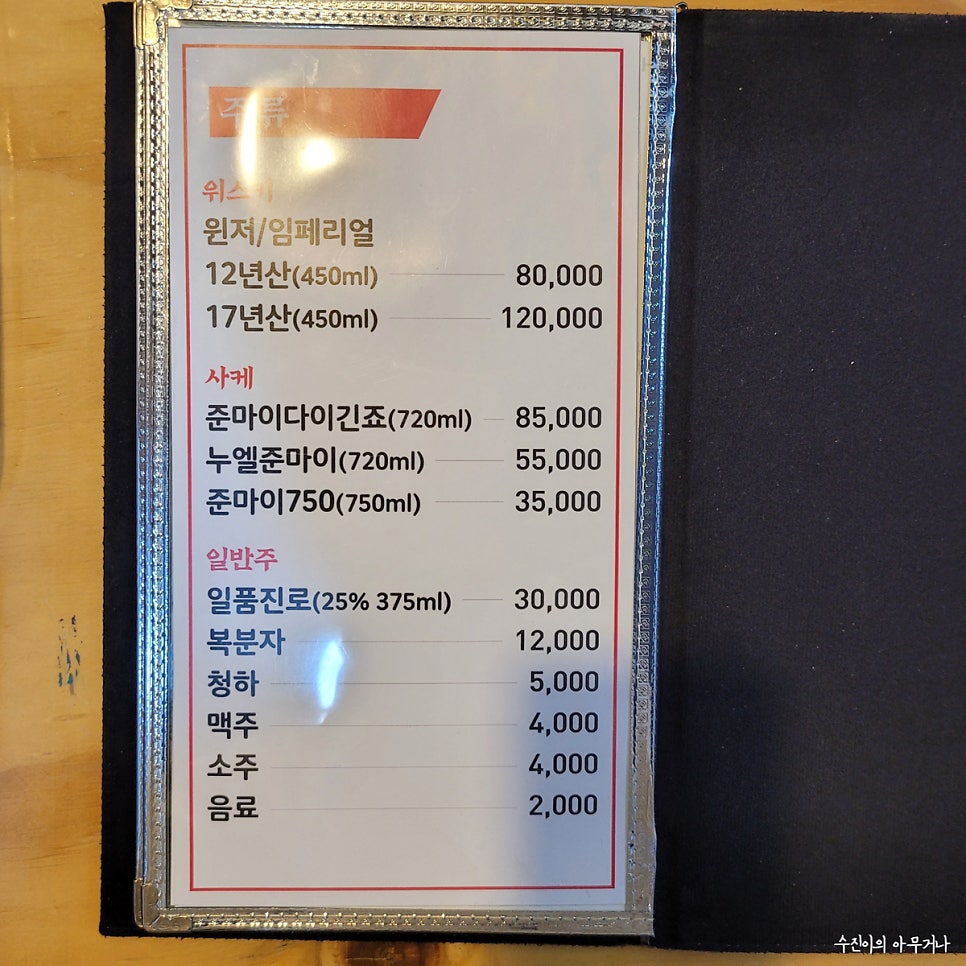 주류
위스키
윈저/임페리얼
12년산(450ml) 80,000
17년산(450ml) 120,000
사케
준마이다이긴죠(720ml) 85,000
누엘준마이(720ml) 55,000
준마이750(750ml) 35,000
일반주
일품진로(25% 375ml) 30,000
복분자 12,000
청하 5,000
맥주 4,000
소주 4,000
음료 2,000
수진이의 아무거나